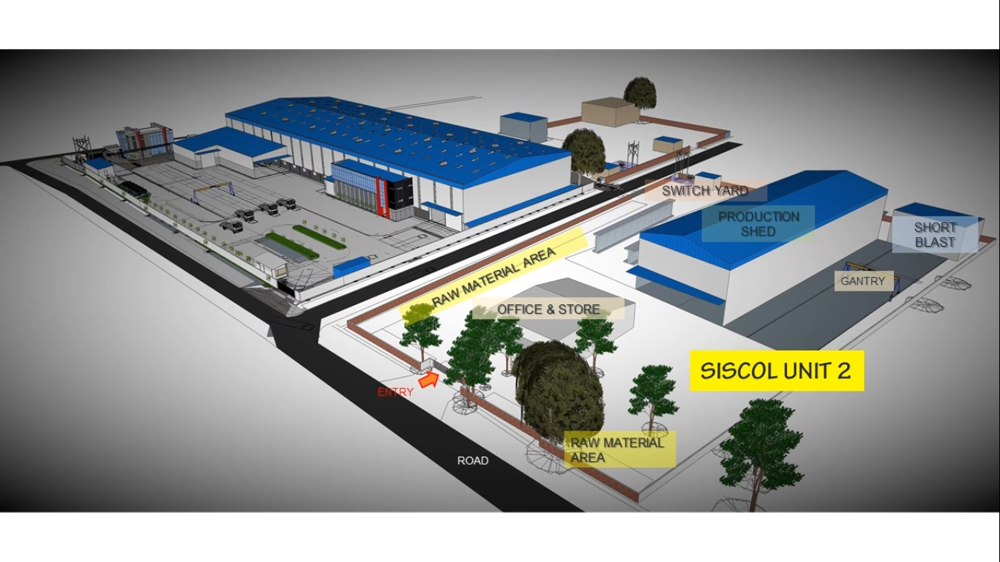 SWITCH YARD
PRODUCTION
SHED
SHORT
BLAST
RAW MATERIAL AREA
GANTRY
OFFICE & STORE
SISCOL UNIT 2
ENTRY
RAW MATERIAL
AREA
ROAD